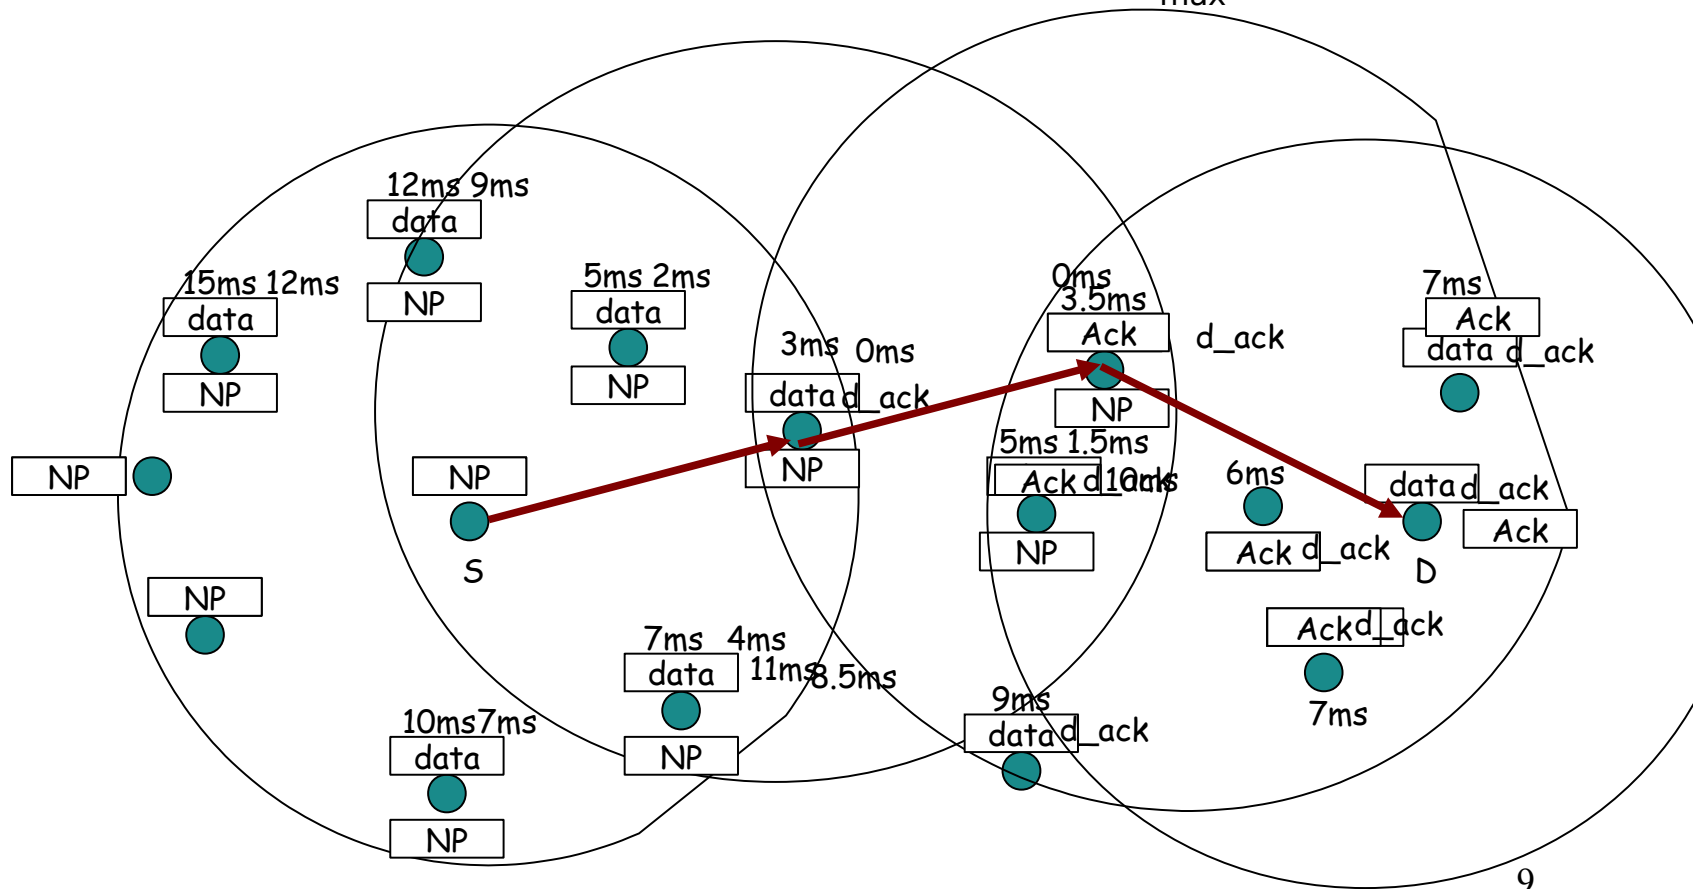 max
12ms 9ms
data
NP
15ms 12ms
data
NP
5ms 2ms
data
NP
3ms 0ms
data d_ack
NP
0ms
3.5ms
Ack
d_ack
NP
7ms
Ack
data d_ack
5ms 1.5ms
Ack d_ack
10ms
NP
6ms
Ack d_ack
data d_ack
Ack
D
NP
NP
S
NP
Ack d_ack
7ms
7ms 4ms
data
11ms 8.5ms
NP
9ms
data d_ack
10ms 7ms
data
NP
9